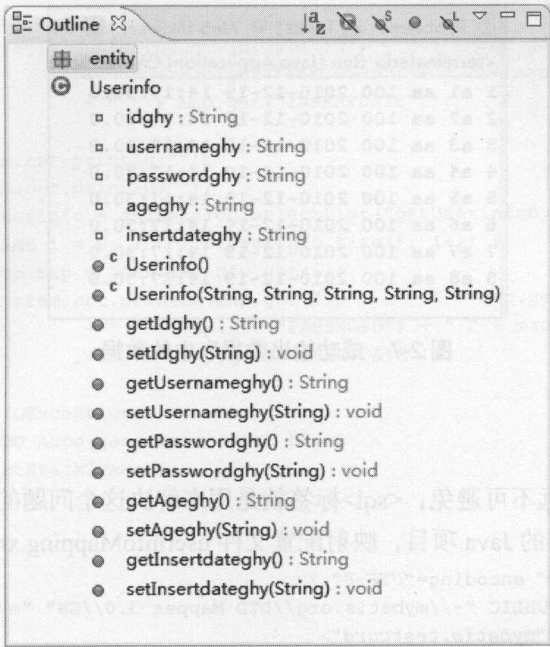 Outline
entity
Userinfo
idghy : String
usernameghy : String
passwordghy : String
ageghy : String
insertdateghy : String
Userinfo()
Userinfo(String, String, String, String, String)
getIdghy() : String
setIdghy(String) : void
getUsernameghy() : String
setUsernameghy(String) : void
getPasswordghy() : String
setPasswordghy(String) : void
getAgeghy() : String
setAgeghy(String) : void
getInsertdateghy() : String
setInsertdateghy(String) : void